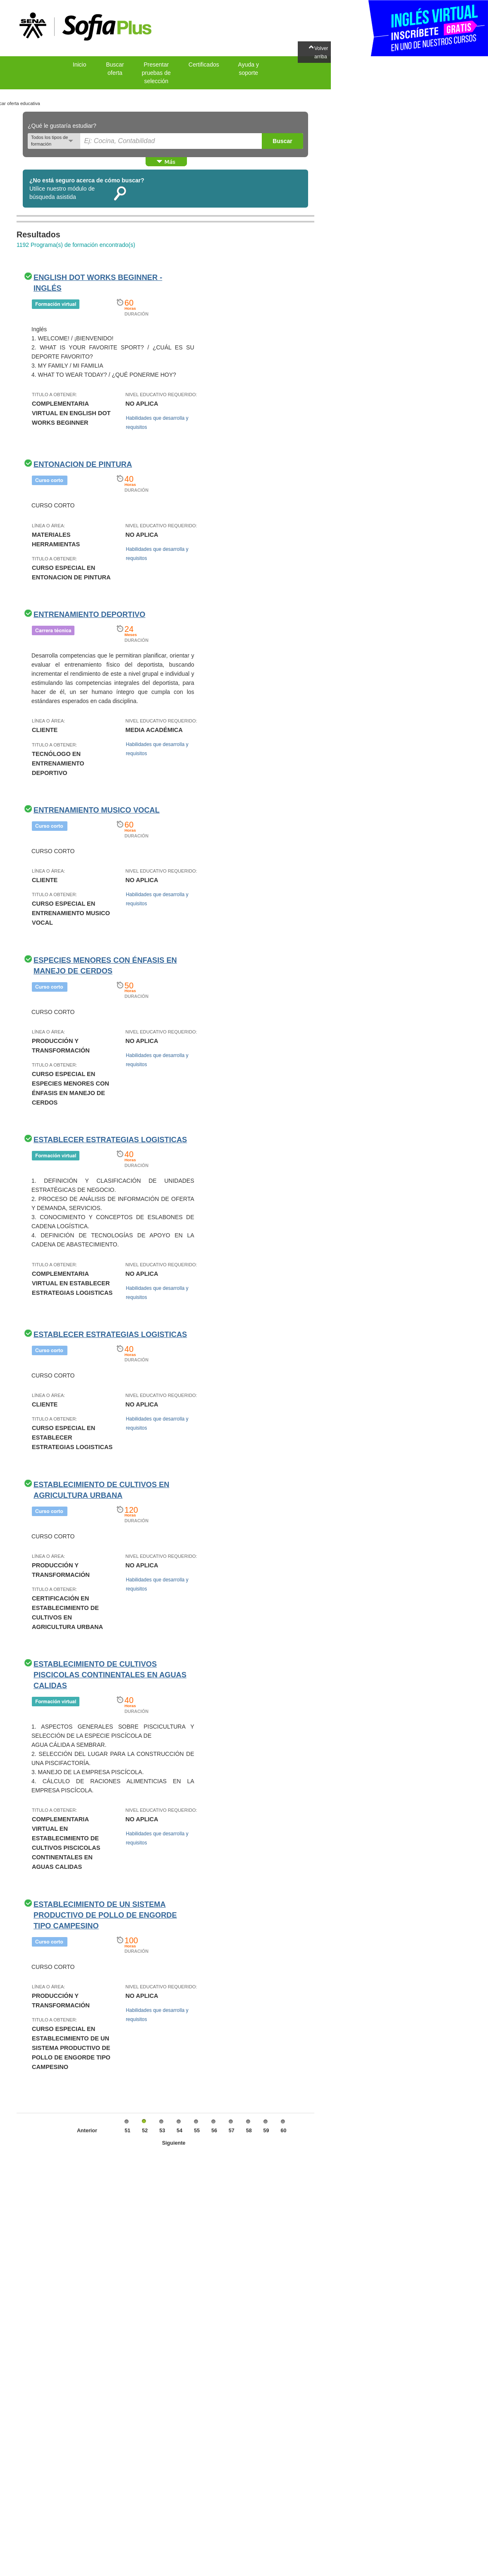 SENA
Sofia Plus
INGLÉS VIRTUAL
INSCRÍBETE GRATIS
EN UNO DE NUESTROS CURSOS
Volver
arriba
Inicio
Buscar
oferta
Presentar
pruebas de
selección
Certificados
Ayuda y
soporte
car oferta educativa
¿Qué le gustaría estudiar?
Todos los tipos de
formación
Ej: Cocina, Contabilidad
Buscar
Más
¿No está seguro acerca de cómo buscar?
Utilice nuestro módulo de
búsqueda asistida
Resultados
1192 Programa(s) de formación encontrado(s)
ENGLISH DOT WORKS BEGINNER -
INGLÉS
Formación virtual
60
Horas
DURACIÓN
Inglés
1. WELCOME! / ¡BIENVENIDO!
2. WHAT IS YOUR FAVORITE SPORT? / ¿CUÁL ES SU
DEPORTE FAVORITO?
3. MY FAMILY / MI FAMILIA
4. WHAT TO WEAR TODAY? / ¿QUÉ PONERME HOY?
TITULO A OBTENER:
COMPLEMENTARIA
VIRTUAL EN ENGLISH DOT
WORKS BEGINNER
NIVEL EDUCATIVO REQUERIDO:
NO APLICA
Habilidades que desarrolla y
requisitos
ENTONACION DE PINTURA
Curso corto
40
Horas
DURACIÓN
CURSO CORTO
LÍNEA O ÁREA:
MATERIALES
HERRAMIENTAS
TITULO A OBTENER:
CURSO ESPECIAL EN
ENTONACION DE PINTURA
NIVEL EDUCATIVO REQUERIDO:
NO APLICA
Habilidades que desarrolla y
requisitos
ENTRENAMIENTO DEPORTIVO
Carrera técnica
24
Meses
DURACIÓN
Desarrolla competencias que le permitiran planificar, orientar y
evaluar el entrenamiento físico del deportista, buscando
incrementar el rendimiento de este a nivel grupal e individual y
estimulando las competencias integrales del deportista, para
hacer de él, un ser humano íntegro que cumpla con los
estándares esperados en cada disciplina.
LÍNEA O ÁREA:
CLIENTE
TITULO A OBTENER:
TECNÓLOGO EN
ENTRENAMIENTO
DEPORTIVO
NIVEL EDUCATIVO REQUERIDO:
MEDIA ACADÉMICA
Habilidades que desarrolla y
requisitos
ENTRENAMIENTO MUSICO VOCAL
Curso corto
60
Horas
DURACIÓN
CURSO CORTO
LÍNEA O ÁREA:
CLIENTE
TITULO A OBTENER:
CURSO ESPECIAL EN
ENTRENAMIENTO MUSICO
VOCAL
NIVEL EDUCATIVO REQUERIDO:
NO APLICA
Habilidades que desarrolla y
requisitos
ESPECIES MENORES CON ÉNFASIS EN
MANEJO DE CERDOS
Curso corto
50
Horas
DURACIÓN
CURSO CORTO
LÍNEA O ÁREA:
PRODUCCIÓN Y
TRANSFORMACIÓN
TITULO A OBTENER:
CURSO ESPECIAL EN
ESPECIES MENORES CON
ÉNFASIS EN MANEJO DE
CERDOS
NIVEL EDUCATIVO REQUERIDO:
NO APLICA
Habilidades que desarrolla y
requisitos
ESTABLECER ESTRATEGIAS LOGISTICAS
Formación virtual
40
Horas
DURACIÓN
1. DEFINICIÓN Y CLASIFICACIÓN DE UNIDADES
ESTRATÉGICAS DE NEGOCIO.
2. PROCESO DE ANÁLISIS DE INFORMACIÓN DE OFERTA
Y DEMANDA, SERVICIOS.
3. CONOCIMIENTO Y CONCEPTOS DE ESLABONES DE
CADENA LOGÍSTICA.
4. DEFINICIÓN DE TECNOLOGÍAS DE APOYO EN LA
CADENA DE ABASTECIMIENTO.
TITULO A OBTENER:
COMPLEMENTARIA
VIRTUAL EN ESTABLECER
ESTRATEGIAS LOGISTICAS
NIVEL EDUCATIVO REQUERIDO:
NO APLICA
Habilidades que desarrolla y
requisitos
ESTABLECER ESTRATEGIAS LOGISTICAS
Curso corto
40
Horas
DURACIÓN
CURSO CORTO
LÍNEA O ÁREA:
CLIENTE
TITULO A OBTENER:
CURSO ESPECIAL EN
ESTABLECER
ESTRATEGIAS LOGISTICAS
NIVEL EDUCATIVO REQUERIDO:
NO APLICA
Habilidades que desarrolla y
requisitos
ESTABLECIMIENTO DE CULTIVOS EN
AGRICULTURA URBANA
Curso corto
120
Horas
DURACIÓN
CURSO CORTO
LÍNEA O ÁREA:
PRODUCCIÓN Y
TRANSFORMACIÓN
TITULO A OBTENER:
CERTIFICACIÓN EN
ESTABLECIMIENTO DE
CULTIVOS EN
AGRICULTURA URBANA
NIVEL EDUCATIVO REQUERIDO:
NO APLICA
Habilidades que desarrolla y
requisitos
ESTABLECIMIENTO DE CULTIVOS
PISCICOLAS CONTINENTALES EN AGUAS
CALIDAS
Formación virtual
40
Horas
DURACIÓN
1. ASPECTOS GENERALES SOBRE PISCICULTURA Y
SELECCIÓN DE LA ESPECIE PISCÍCOLA DE
AGUA CÁLIDA A SEMBRAR.
2. SELECCIÓN DEL LUGAR PARA LA CONSTRUCCIÓN DE
UNA PISCIFACTORÍA.
3. MANEJO DE LA EMPRESA PISCÍCOLA.
4. CÁLCULO DE RACIONES ALIMENTICIAS EN LA
EMPRESA PISCÍCOLA.
TITULO A OBTENER:
COMPLEMENTARIA
VIRTUAL EN
ESTABLECIMIENTO DE
CULTIVOS PISCICOLAS
CONTINENTALES EN
AGUAS CALIDAS
NIVEL EDUCATIVO REQUERIDO:
NO APLICA
Habilidades que desarrolla y
requisitos
ESTABLECIMIENTO DE UN SISTEMA
PRODUCTIVO DE POLLO DE ENGORDE
TIPO CAMPESINO
Curso corto
100
Horas
DURACIÓN
CURSO CORTO
LÍNEA O ÁREA:
PRODUCCIÓN Y
TRANSFORMACIÓN
TITULO A OBTENER:
CURSO ESPECIAL EN
ESTABLECIMIENTO DE UN
SISTEMA PRODUCTIVO DE
POLLO DE ENGORDE TIPO
CAMPESINO
NIVEL EDUCATIVO REQUERIDO:
NO APLICA
Habilidades que desarrolla y
requisitos
Anterior 51 52 53 54 55 56 57 58 59 60
Siguiente